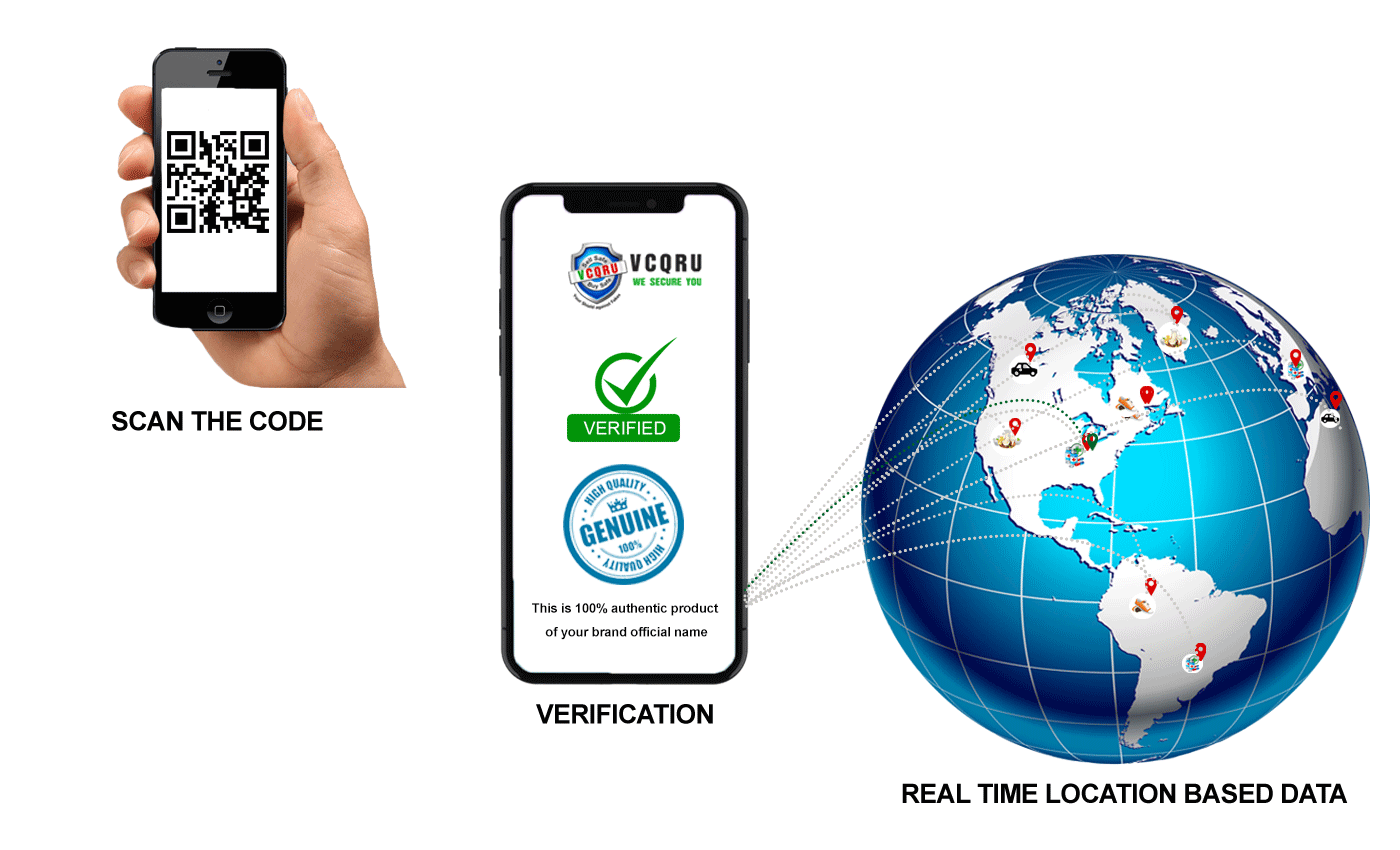 SCAN THE CODE
Sell Safe
VCQRU
Buy Safe
Your Shield Against Fakes
VCQRU
WE SECURE YOU
VERIFIED
HIGH QUALITY
GENUINE
100%
HIGH QUALITY
This is 100% authentic product
of your brand official name
VERIFICATION
REAL TIME LOCATION BASED DATA